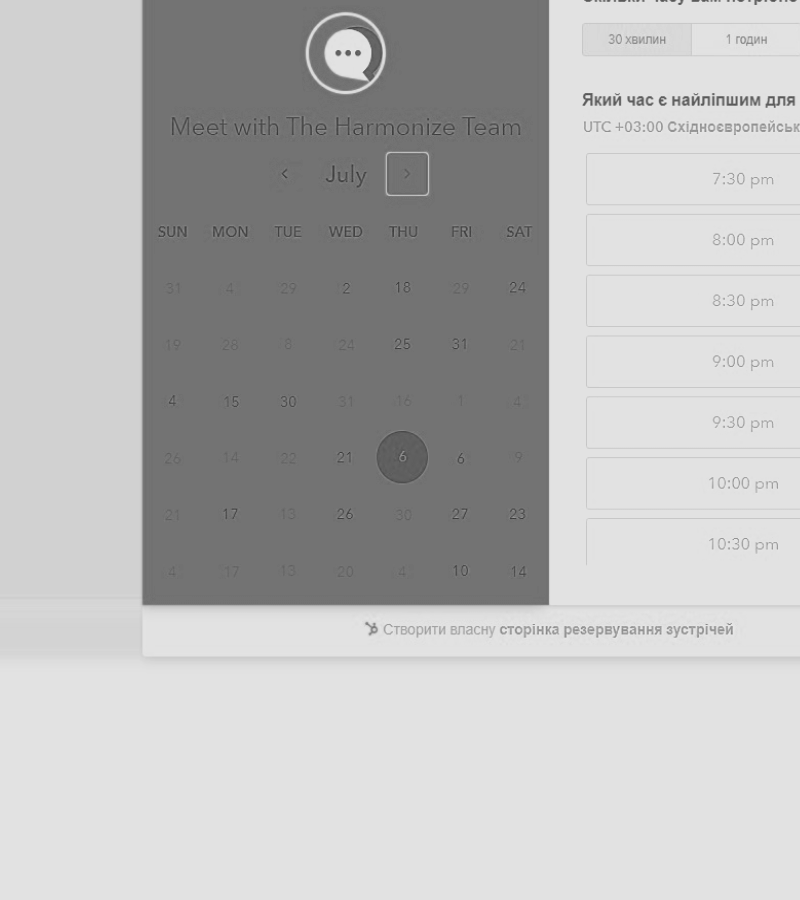 Meet with The Harmonize Team
July
SUN MON TUE WED THU FRI SAT
31 4 29 2 18 29 24
19 28 8 24 25 31 21
4 15 30 31 16 1 4
26 14 22 21 6 6 9
21 17 13 26 30 27 23
4 17 13 20 4 10 14
30 хвилин
1 годин
Який час є найліпшим для
UTC +03:00 Східноєвропейськ
7:30 pm
8:00 pm
8:30 pm
9:00 pm
9:30 pm
10:00 pm
10:30 pm
Створити власну сторінка резервування зустрічей